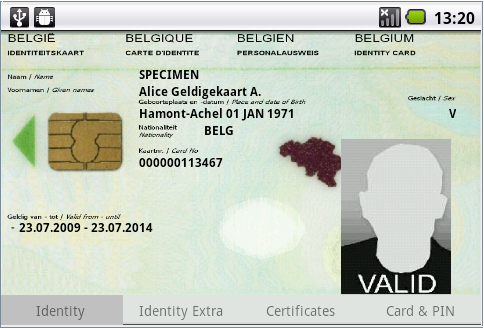 13:20
BELGIË BELGIQUE BELGIEN BELGIUM
IDENTITEITSKAART CARTE D'IDENTITE PERSONALAUSWEIS IDENTITY CARD
Naam / Name SPECIMEN
Voornamen / Given names Alice Geldigekaart A.
Geboorteplaats en -datum / Place and date of Birth Geslacht / Sex
Hamont-Achel 01 JAN 1971 V
Nationaliteit BELG
Nationality
Kaartnr. / Card No
000000113467
Geldig van - tot / Valid from - until
- 23.07.2009 - 23.07.2014
VALID
Identity Identity Extra Certificates Card & PIN